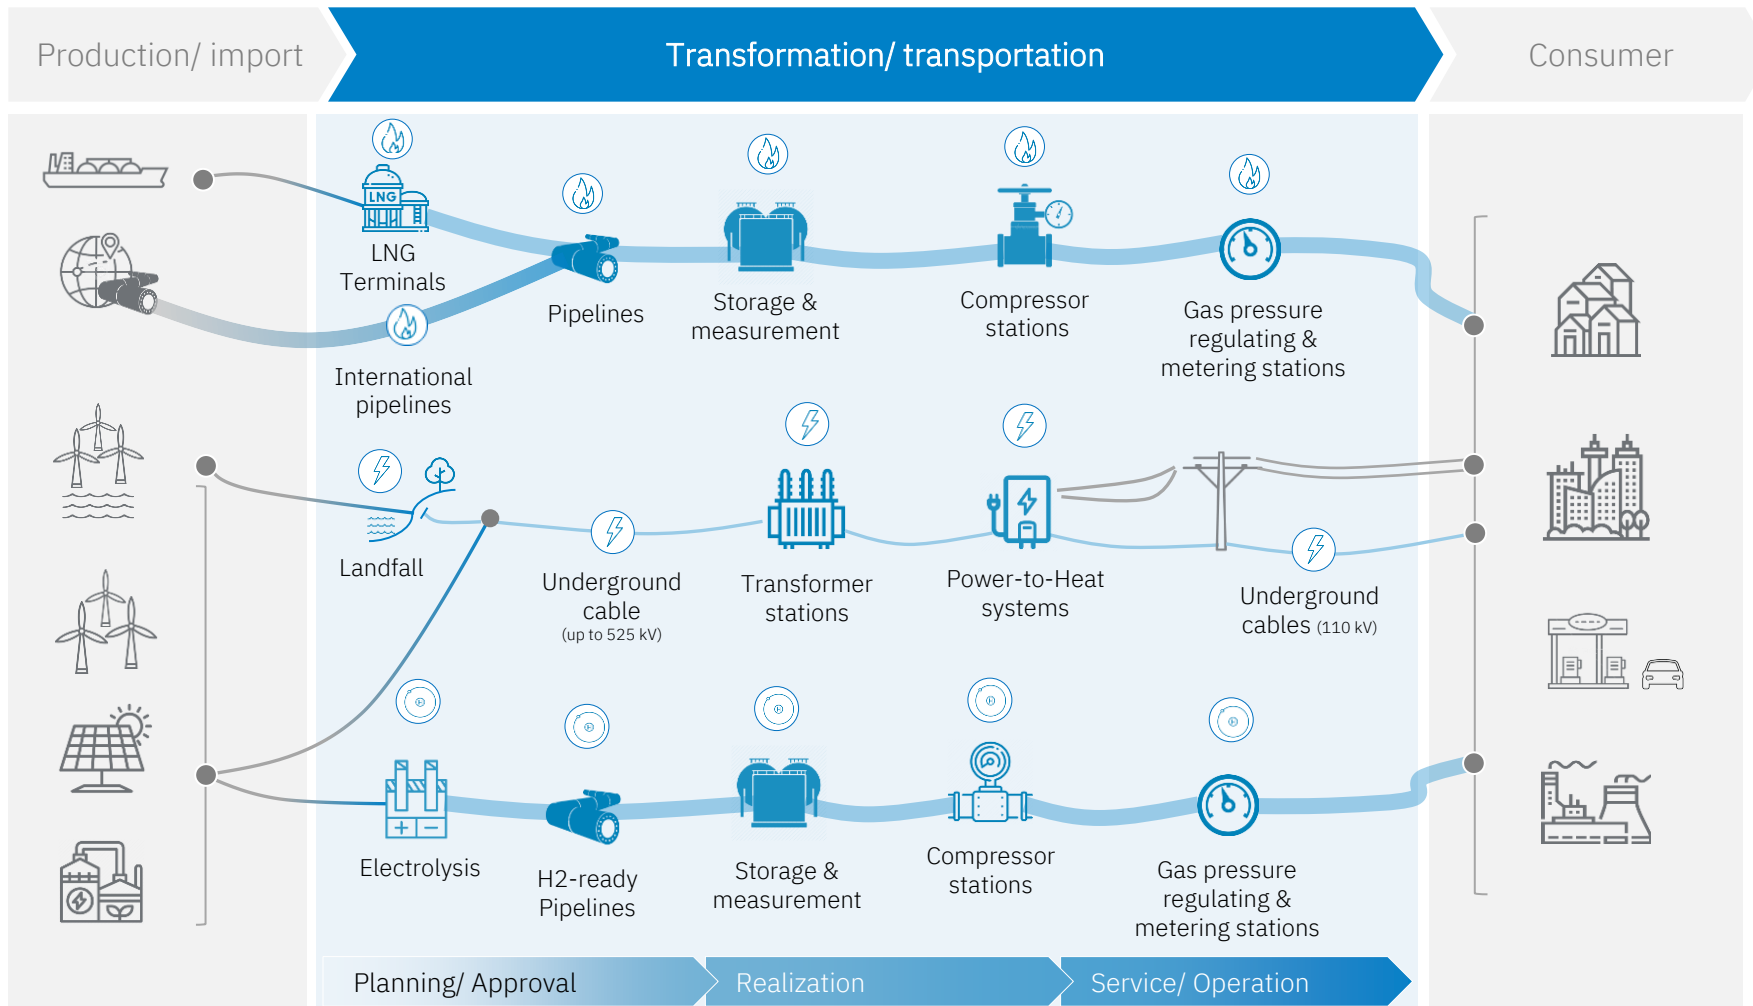 Production/ import
Transformation/ transportation
Consumer
LNG
LNG
Terminals
Pipelines
Storage &
measurement
Compressor
stations
Gas pressure
regulating &
metering stations
International
pipelines
Landfall
Underground
cable
(up to 525 kV)
Transformer
stations
Power-to-Heat
systems
Underground
cables (110 kV)
Electrolysis
H2-ready
Pipelines
Storage &
measurement
Compressor
stations
Gas pressure
regulating &
metering stations
Planning/ Approval
Realization
Service/ Operation